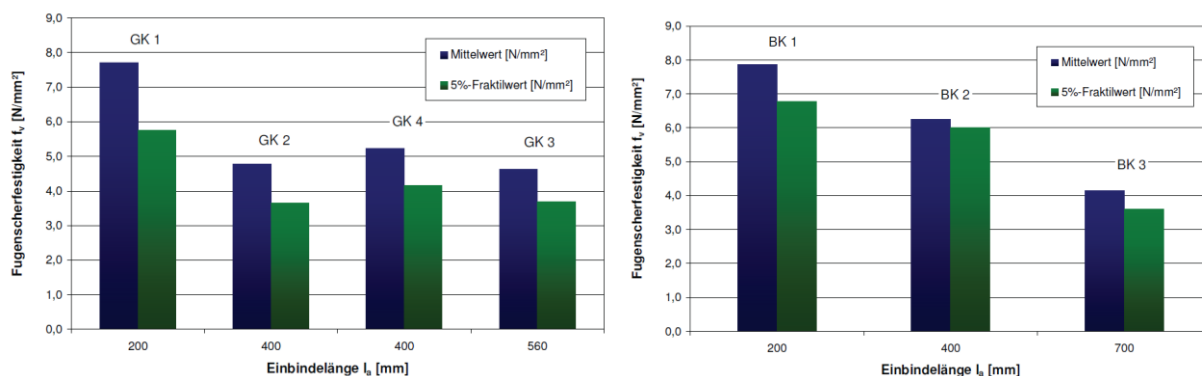 9,0
8,0
7,0
6,0
5,0
4,0
3,0
2,0
1,0
0,0
Fugenscherfestigkeit fᵥ [N/mm²]
GK 1
GK 2
GK 4
GK 3
Mittelwert [N/mm²]
5%-Fraktilwert [N/mm²]
200 400 400 560
Einbindelänge lₐ [mm]
9,0
8,0
7,0
6,0
5,0
4,0
3,0
2,0
1,0
0,0
Fugenscherfestigkeit fᵥ [N/mm²]
BK 1
BK 2
BK 3
Mittelwert [N/mm²]
5%-Fraktilwert [N/mm²]
200 400 700
Einbindelänge lₐ [mm]